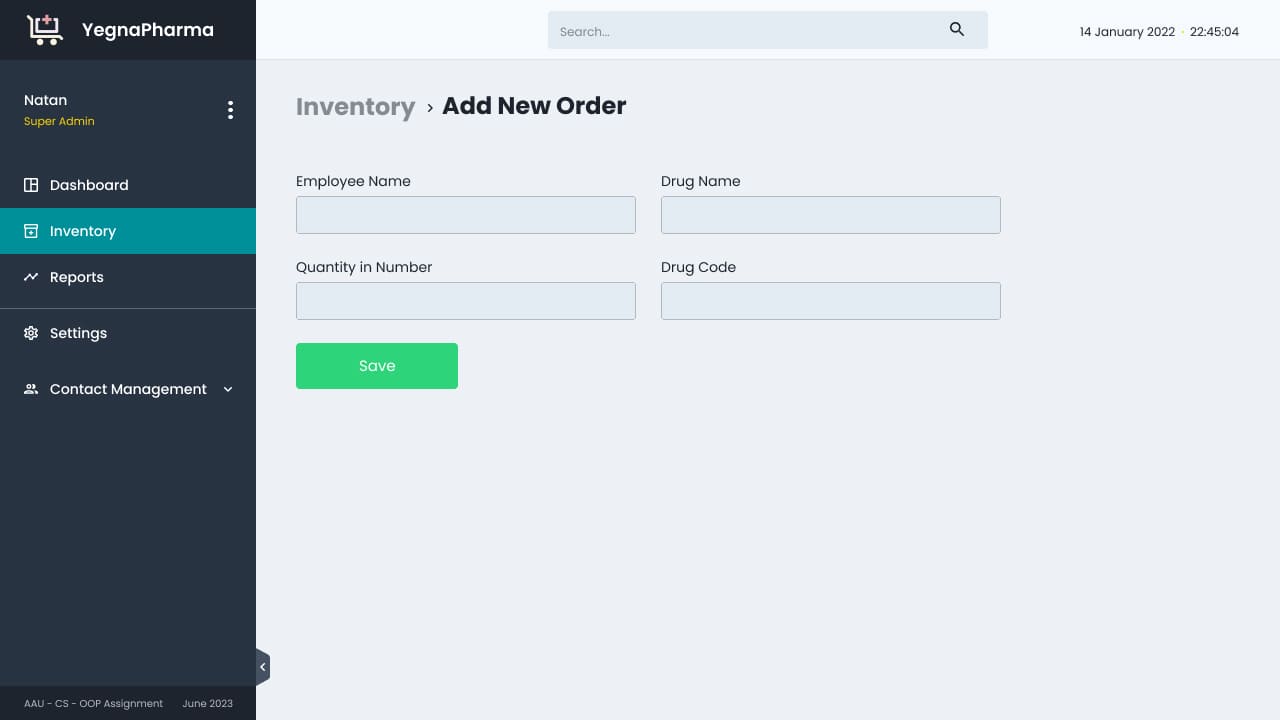 YegnaPharma
Search...
14 January 2022 · 22:45:04
Natan
Super Admin
Dashboard
Inventory
Reports
Settings
Contact Management
AAU - CS - OOP Assignment
June 2023
Inventory › Add New Order
Employee Name
Drug Name
Quantity in Number
Drug Code
Save